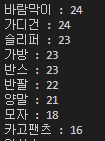 바람막이 : 24
가디건 : 24
슬리퍼 : 23
가방 : 23
반스 : 23
반팔 : 22
양말 : 21
모자 : 18
카고팬츠 : 16